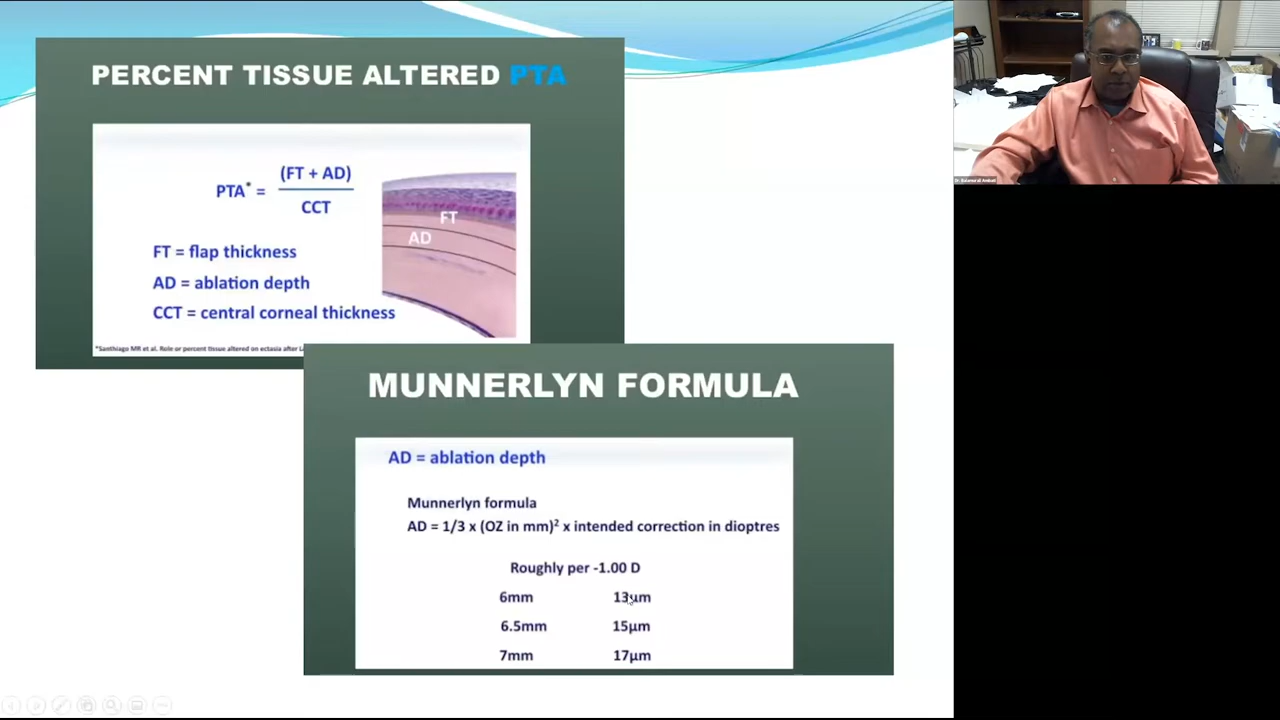 PERCENT TISSUE ALTERED PTA
PTA* = (FT + AD)
CCT
FT
AD
FT = flap thickness
AD = ablation depth
CCT = central corneal thickness
*Santhiago MR et al. Role or percent tissue altered on ectasia after
MUNNERLYN FORMULA
AD = ablation depth
Munnerlyn formula
AD = 1/3 x (OZ in mm)² x intended correction in dioptres
Roughly per -1.00 D
6mm 13µm
6.5mm 15µm
7mm 17µm